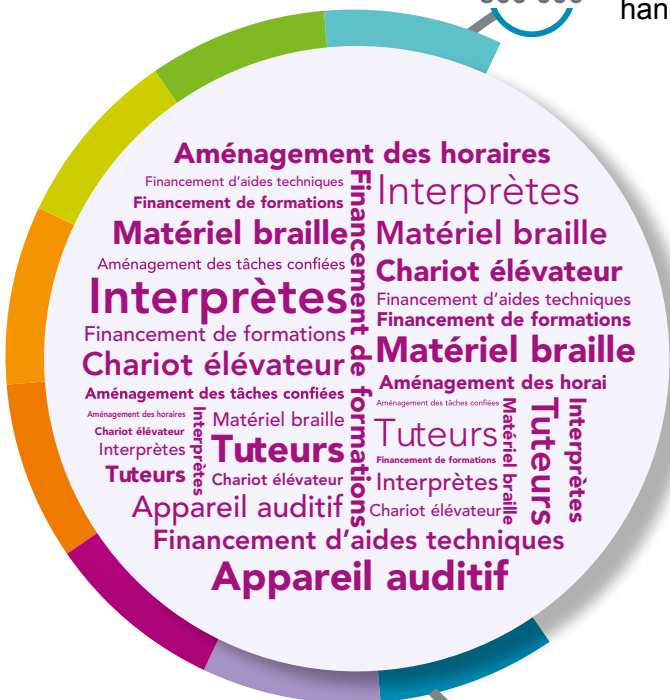 han
Aménagement des horaires
Financement d'aides techniques
Financement de formations
Matériel braille
Aménagement des tâches confiées
Interprètes
Financement de formations
Chariot élévateur
Aménagement des tâches confiées
Aménagement des horaires
Chariot élévateur
Interprètes
Tuteurs
Interprètes
Matériel braille
Tuteurs
Chariot élévateur
Appareil auditif
Financement de formations
Interprètes
Matériel braille
Chariot élévateur
Financement d'aides techniques
Financement de formations
Matériel braille
Aménagement des horai
Aménagement des tâches confiées
Tuteurs
Financement de formations
Interprètes
Chariot élévateur
Matériel braille
Tuteurs
Interprètes
Financement d'aides techniques
Appareil auditif